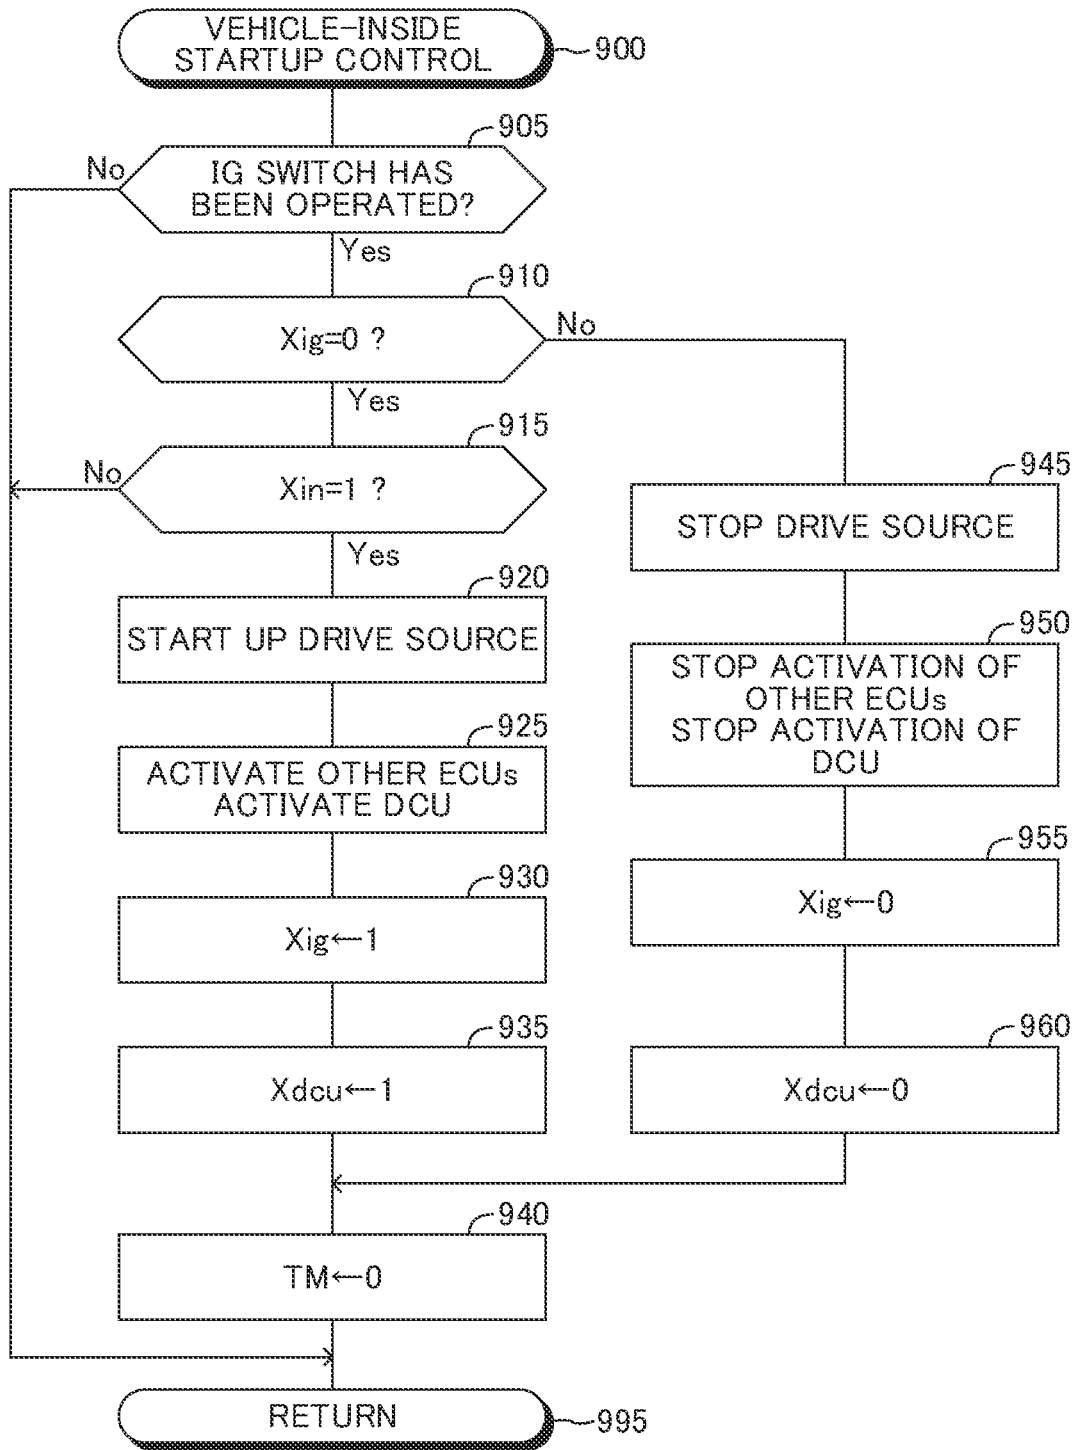 VEHICLE-INSIDE
STARTUP CONTROL
900
905
No
IG SWITCH HAS
BEEN OPERATED?
Yes
910
Xig=0 ?
No
Yes
915
No
Xin=1 ?
Yes
945
STOP DRIVE SOURCE
920
START UP DRIVE SOURCE
950
STOP ACTIVATION OF
OTHER ECUs
STOP ACTIVATION OF
DCU
925
ACTIVATE OTHER ECUs
ACTIVATE DCU
955
Xig←0
930
Xig←1
960
Xdcu←0
935
Xdcu←1
940
TM←0
RETURN
995